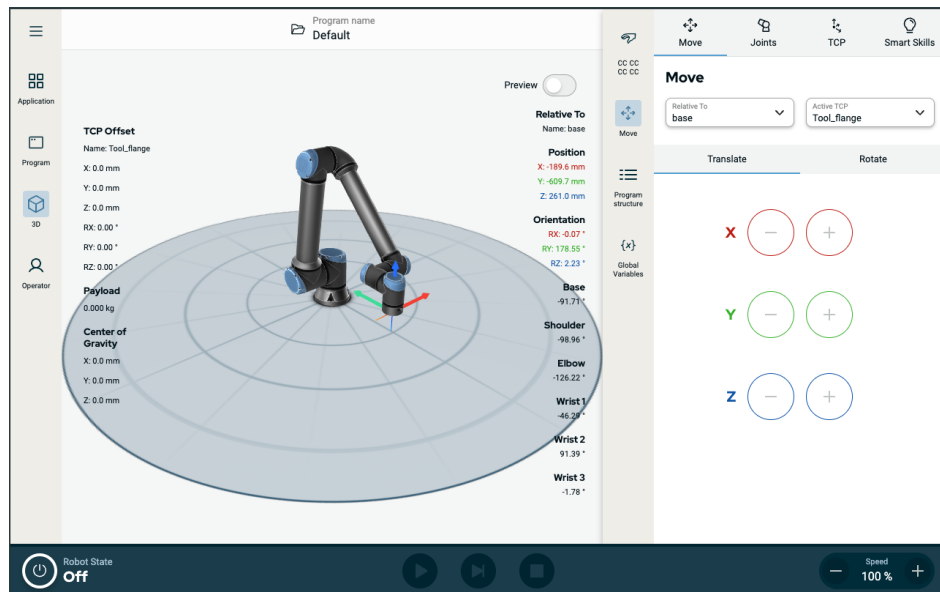 Program name
Default
Application
Program
3D
Operator
Preview
TCP Offset
Name: Tool_flange
X: 0.0 mm
Y: 0.0 mm
Z: 0.0 mm
RX: 0.00 °
RY: 0.00 °
RZ: 0.00 °
Payload
0.000 kg
Center of
Gravity
X: 0.0 mm
Y: 0.0 mm
Z: 0.0 mm
Relative To
Name: base
Position
X: -189.6 mm
Y: -609.7 mm
Z: 261.0 mm
Orientation
RX: -0.07 °
RY: 178.55 °
RZ: 2.23 °
Base
-91.71 °
Shoulder
-98.96 °
Elbow
-126.22 °
Wrist 1
-46.29 °
Wrist 2
91.39 °
Wrist 3
-1.78 °
CC CC
CC CC
Move
Program
structure
{x}
Global
Variables
Move
Joints
TCP
Smart Skills
Move
Relative To
base
Active TCP
Tool_flange
Translate
Rotate
X − +
Y − +
Z − +
Robot State
Off
Speed
− 100 % +